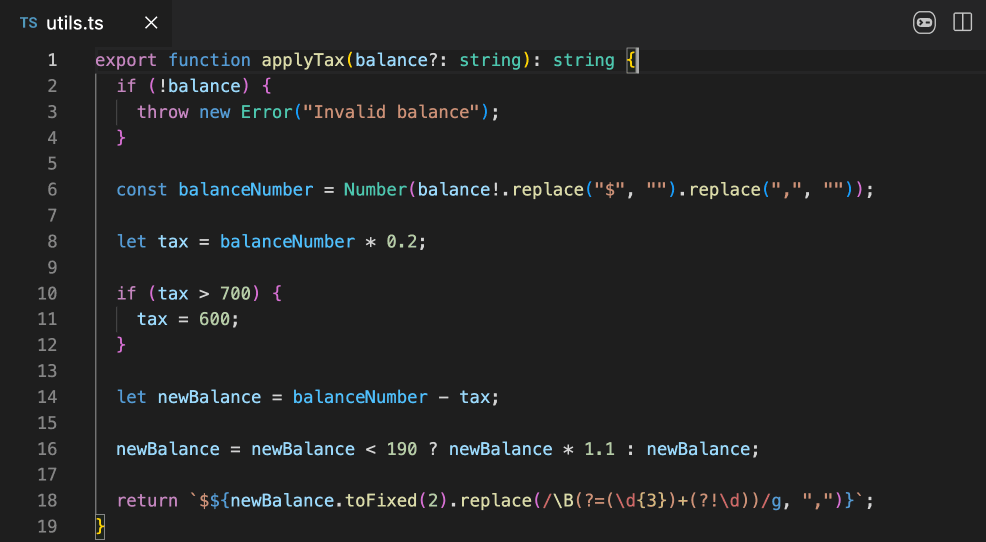 TS utils.ts
1 export function applyTax(balance?: string): string {
2   if (!balance) {
3     throw new Error("Invalid balance");
4   }
5
6   const balanceNumber = Number(balance!.replace("$", "").replace(",", ""));
7
8   let tax = balanceNumber * 0.2;
9
10   if (tax > 700) {
11     tax = 600;
12   }
13
14   let newBalance = balanceNumber - tax;
15
16   newBalance = newBalance < 190 ? newBalance * 1.1 : newBalance;
17
18   return `$${newBalance.toFixed(2).replace(/\B(?=(\d{3})+(?!\d))/g, ",")}`;
19 }